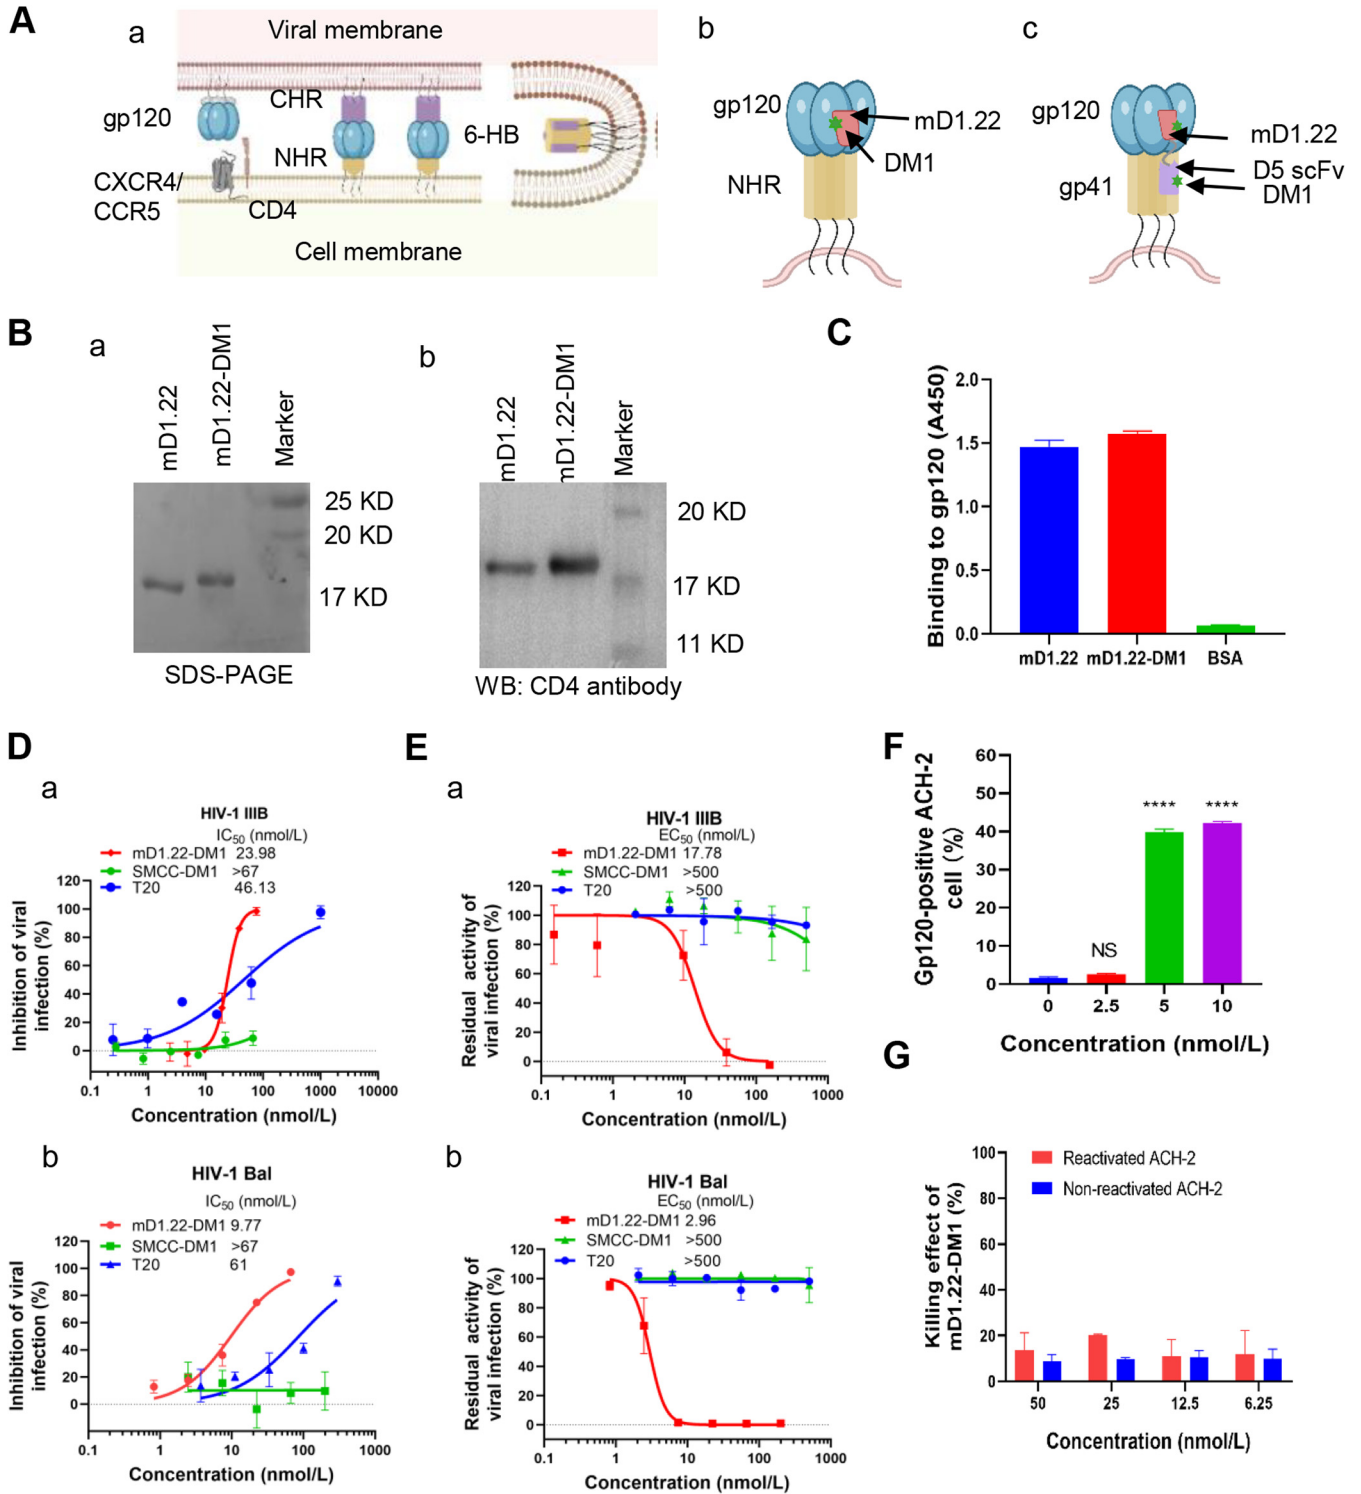 A
a
Viral membrane
gp120
CHR
NHR
6-HB
CXCR4/
CCR5
CD4
Cell membrane
b
gp120
mD1.22
DM1
NHR
c
gp120
mD1.22
D5 scFv
DM1
gp41
B
a
mD1.22
mD1.22-DM1
Marker
25 KD
20 KD
17 KD
SDS-PAGE
b
mD1.22
mD1.22-DM1
Marker
20 KD
17 KD
11 KD
WB: CD4 antibody
C
Binding to gp120 (A450)
2.0
1.5
1.0
0.5
0.0
mD1.22 mD1.22-DM1 BSA
D
a
HIV-1 IIIB
IC50 (nmol/L)
mD1.22-DM1 23.98
SMCC-DM1 >67
T20 46.13
Inhibition of viral
infection (%)
120
100
80
60
40
20
0
0.1 1 10 100 1000 10000
Concentration (nmol/L)
b
HIV-1 Bal
IC50 (nmol/L)
mD1.22-DM1 9.77
SMCC-DM1 >67
T20 61
Inhibition of viral
infection (%)
120
100
80
60
40
20
0
0.1 1 10 100 1000
Concentration (nmol/L)
E
a
HIV-1 IIIB
EC50 (nmol/L)
mD1.22-DM1 17.78
SMCC-DM1 >500
T20 >500
Residual activity of
viral infection (%)
120
100
80
60
40
20
0
0.1 1 10 100 1000
Concentration (nmol/L)
b
HIV-1 Bal
EC50 (nmol/L)
mD1.22-DM1 2.96
SMCC-DM1 >500
T20 >500
Residual activity of
viral infection (%)
120
100
80
60
40
20
0
0.1 1 10 100 1000
Concentration (nmol/L)
F
Gp120-positive ACH-2
cell (%)
60
50
40
30
20
10
0
NS
**** ****
0 2.5 5 10
Concentration (nmol/L)
G
Killing effect of
mD1.22-DM1 (%)
100
80
60
40
20
0
Reactivated ACH-2
Non-reactivated ACH-2
50 25 12.5 6.25
Concentration (nmol/L)